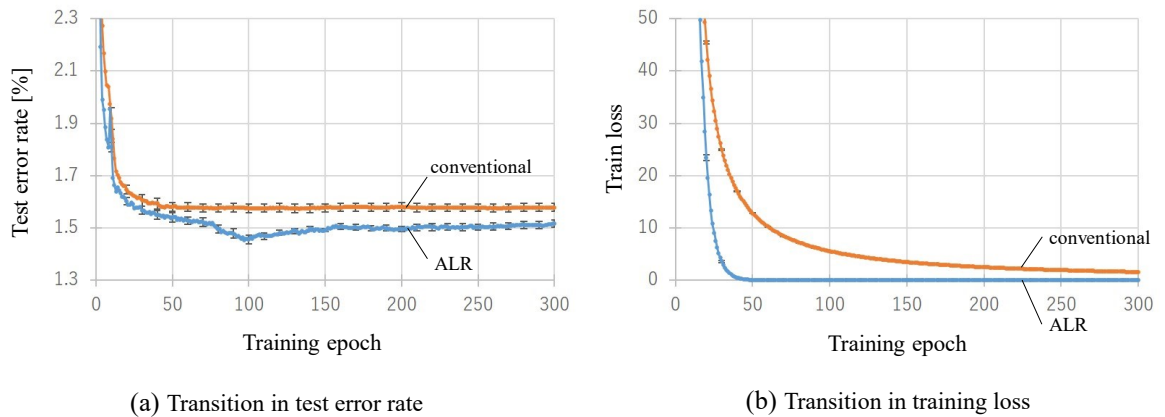 2.3
2.1
1.9
1.7
1.5
1.3
Test error rate [%]
conventional
ALR
0 50 100 150 200 250 300
Training epoch
(a) Transition in test error rate
50
40
30
20
10
0
Train loss
conventional
ALR
0 50 100 150 200 250 300
Training epoch
(b) Transition in training loss